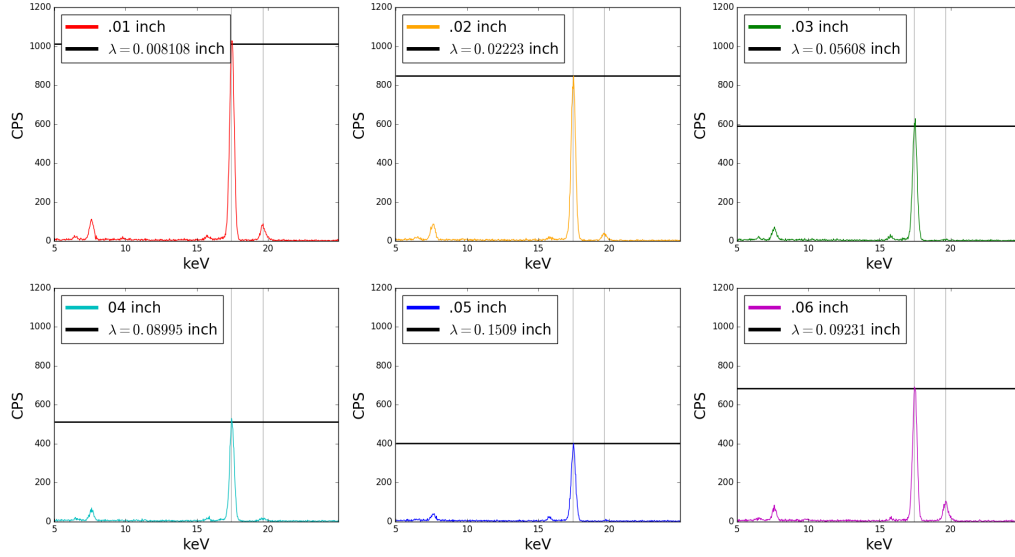 .01 inch
λ = 0.008108 inch
1200
1000
800
600
400
200
0
CPS
5
10
15
20
keV
.02 inch
λ = 0.02223 inch
1200
1000
800
600
400
200
0
CPS
5
10
15
20
keV
.03 inch
λ = 0.05608 inch
1200
1000
800
600
400
200
0
CPS
5
10
15
20
keV
04 inch
λ = 0.08995 inch
1200
1000
800
600
400
200
0
CPS
5
10
15
20
keV
.05 inch
λ = 0.1509 inch
1200
1000
800
600
400
200
0
CPS
5
10
15
20
keV
.06 inch
λ = 0.09231 inch
1200
1000
800
600
400
200
0
CPS
5
10
15
20
keV